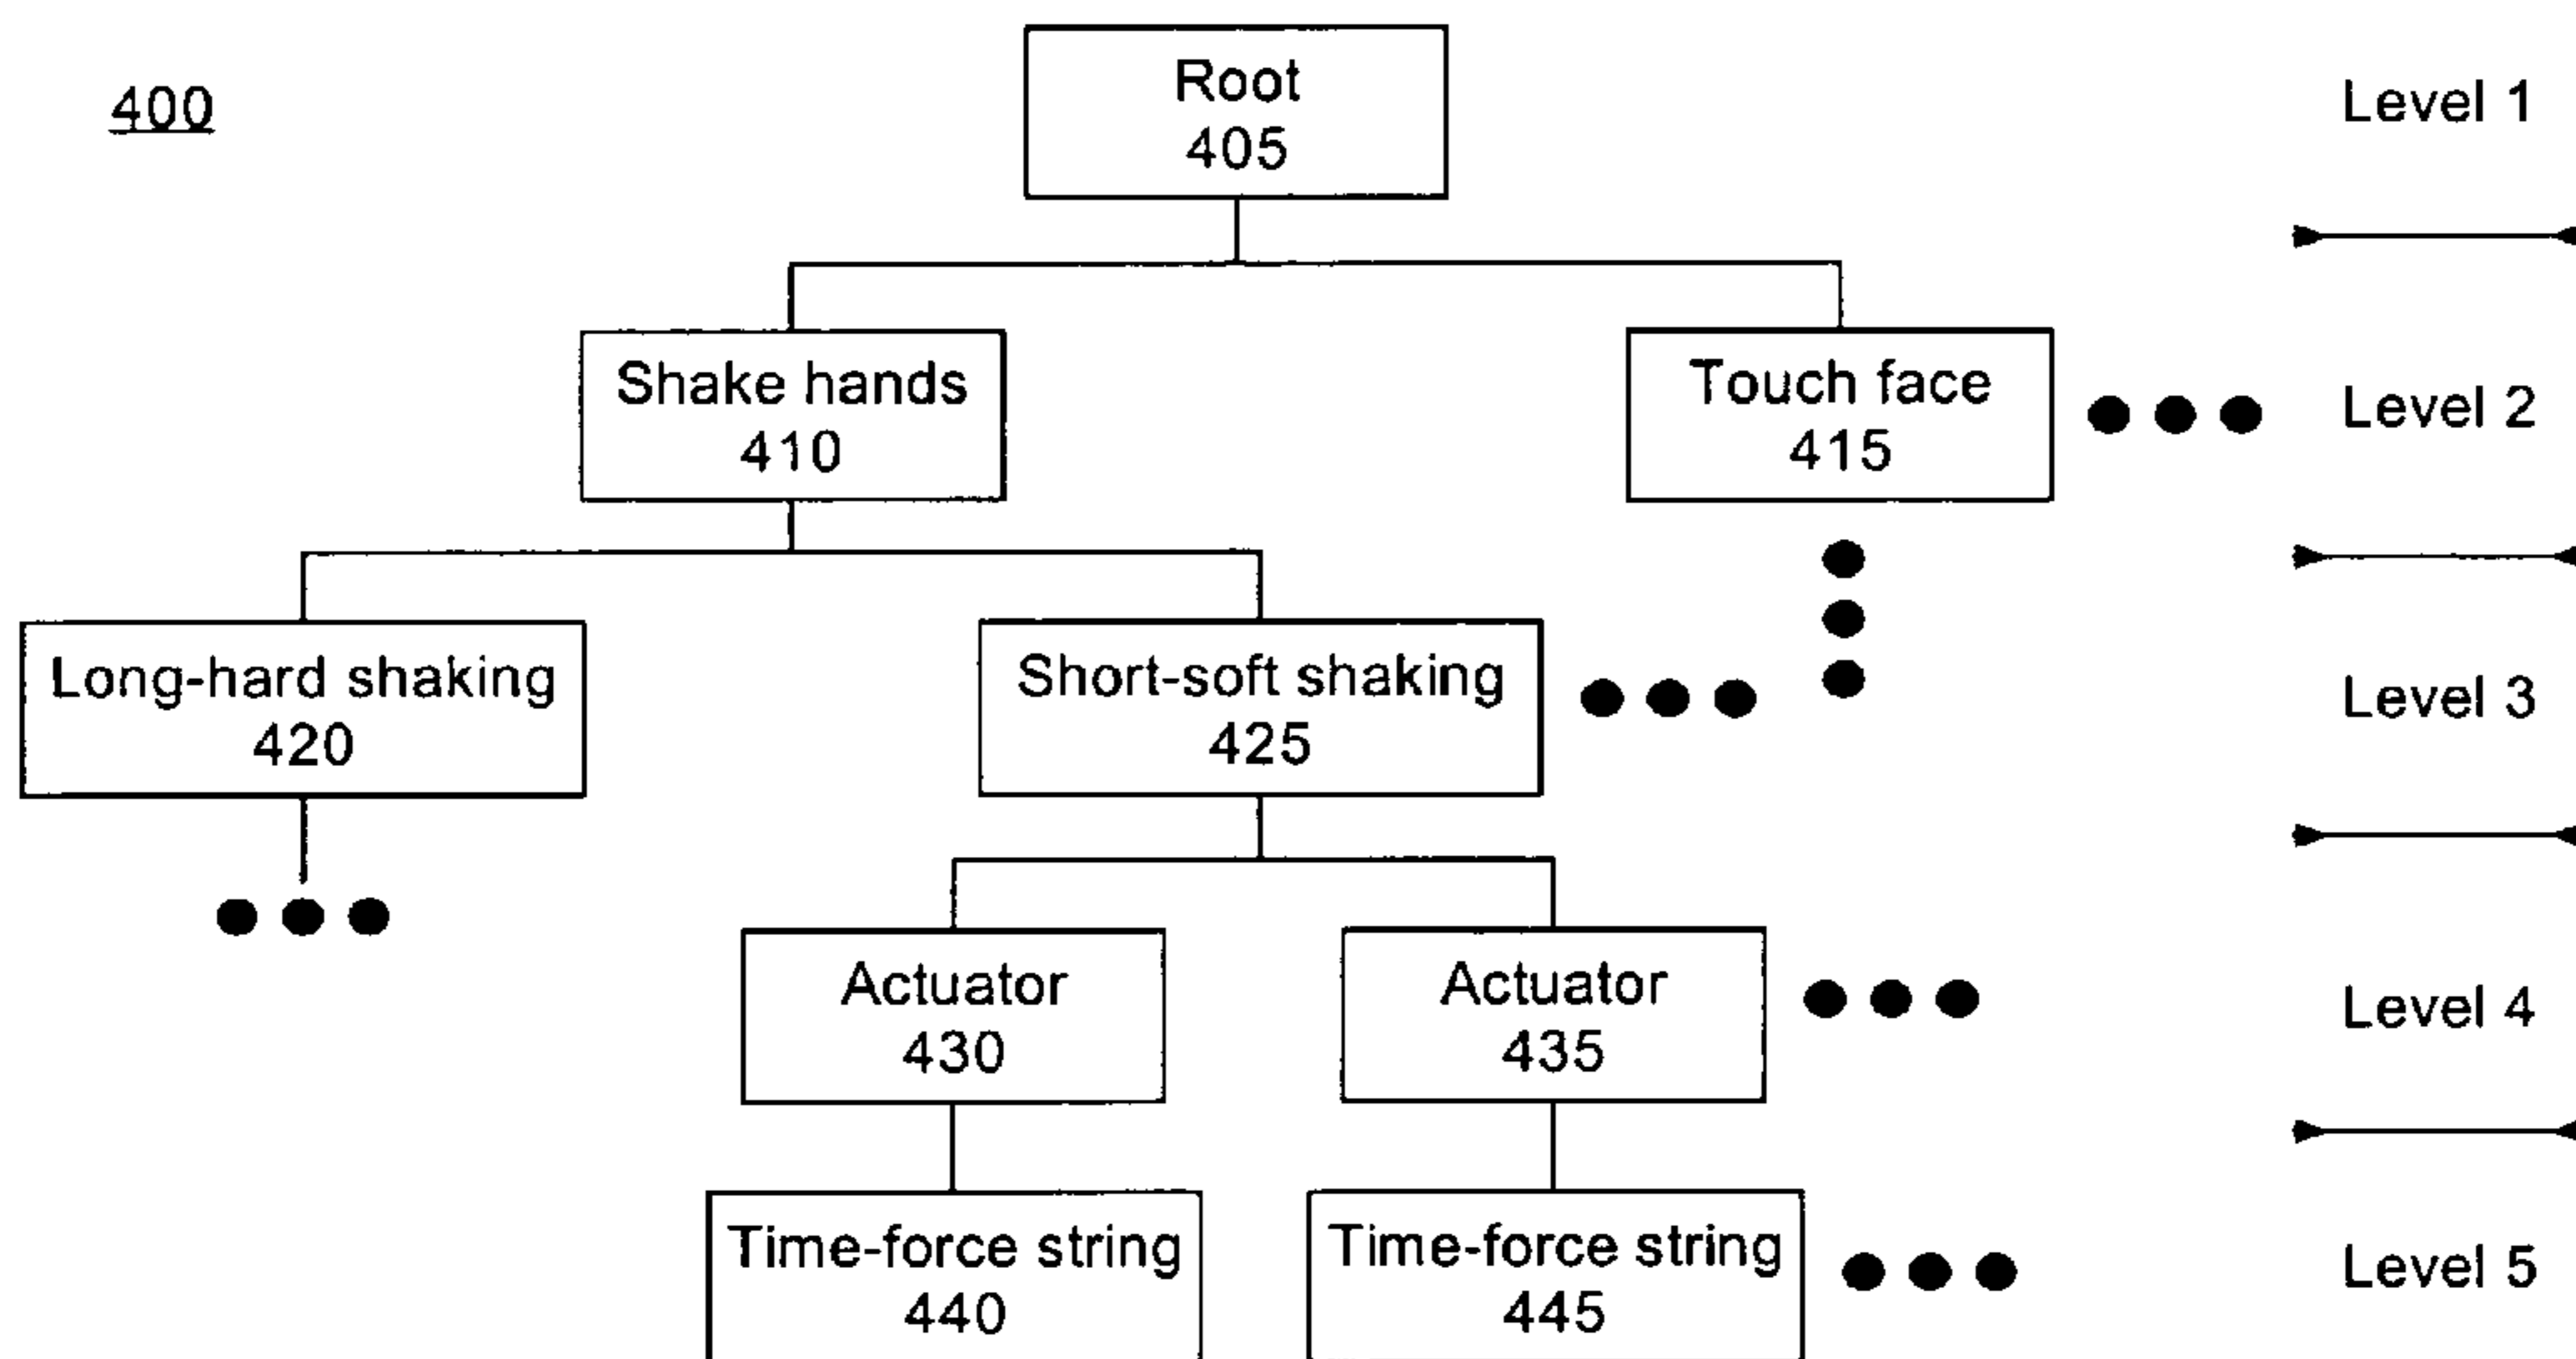 400
Root
405
Level 1
Shake hands
410
Touch face
415
Level 2
Long-hard shaking
420
Short-soft shaking
425
Level 3
Actuator
430
Actuator
435
Level 4
Time-force string
440
Time-force string
445
Level 5